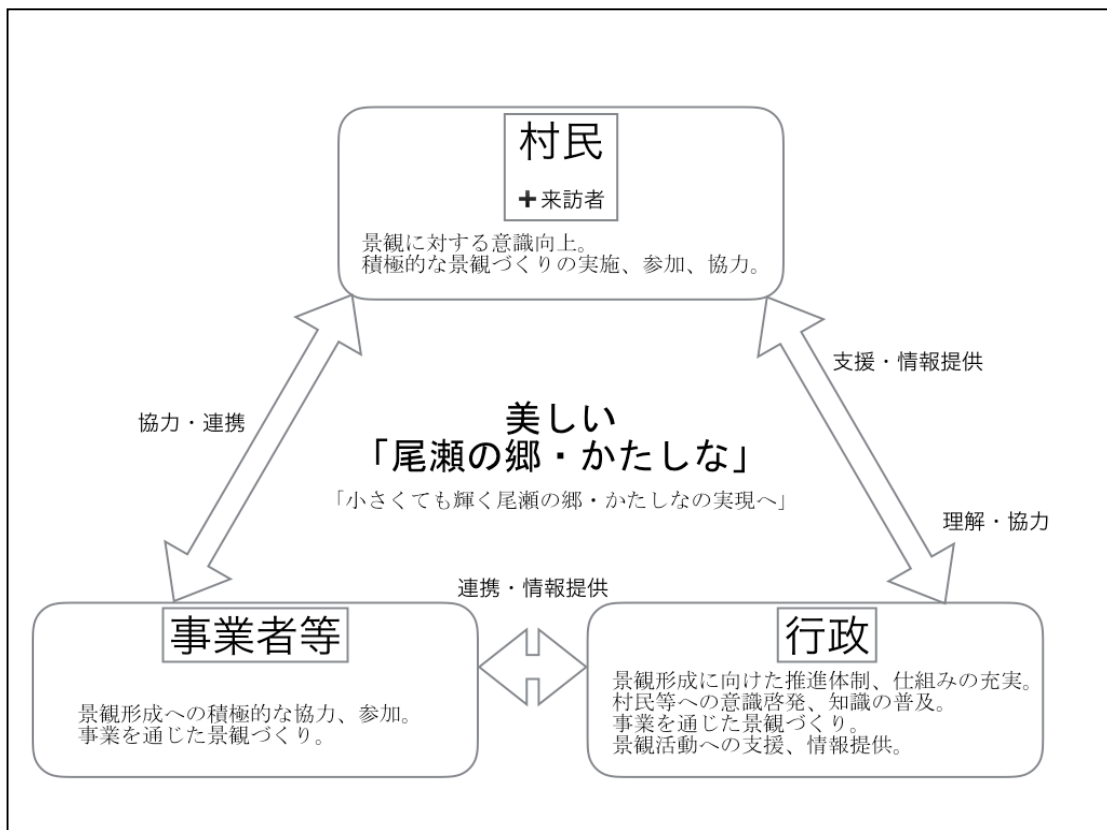 村民
+来訪者
景観に対する意識向上。
積極的な景観づくりの実施、参加、協力。
支援・情報提供
協力・連携
美しい
「尾瀬の郷・かたしな」
「小さくても輝く尾瀬の郷・かたしなの実現へ」
理解・協力
連携・情報提供
事業者等
景観形成への積極的な協力、参加。
事業を通じた景観づくり。
行政
景観形成に向けた推進体制、仕組みの充実。
村民等への意識啓発、知識の普及。
事業を通じた景観づくり。
景観活動への支援、情報提供。